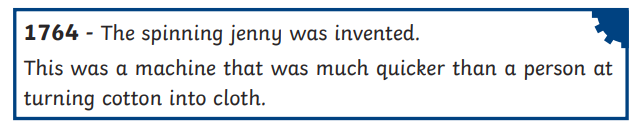 1764 - The spinning jenny was invented.
This was a machine that was much quicker than a person at
turning cotton into cloth.